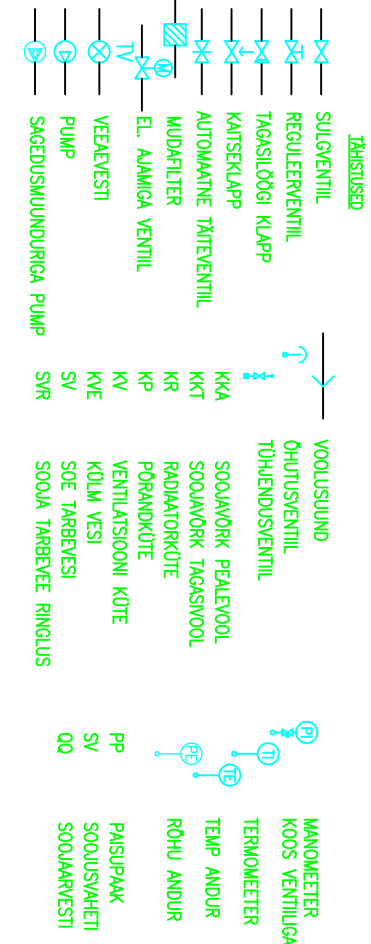 TÄHISTUSED
SULGVENTIIL
REGULEERVENTIIL
TAGASILÖÖGI KLAPP
KAITSEKLAPP
AUTOMAATNE TÄITEVENTIIL
MUDAFILTER
M
TV
EL. AJAMIGA VENTIIL
VEEAEVESTI
PUMP
SAGEDUSMUUNDURIGA PUMP
VOOLUSUUND
ÕHUTUSVENTIIL
TÜHJENDUSVENTIIL
KKA SOOJAVÕRK PEALEVOOL
KKT SOOJAVÕRK TAGASIVOOL
KR RADIAATORKÜTE
KP PÕRANDKÜTE
KV VENTILATSIOONI KÜTE
KVE KÜLM VESI
SV SOE TARBEVESI
SVR SOOJA TARBEVEE RINGLUS
PI MANOMEETER
KOOS VENTIILIGA
TI TERMOMEETER
TE TEMP ANDUR
PE RÕHU ANDUR
PP PAISUPAAK
SV SOOJUSVAHETI
QQ SOOJAARVESTI